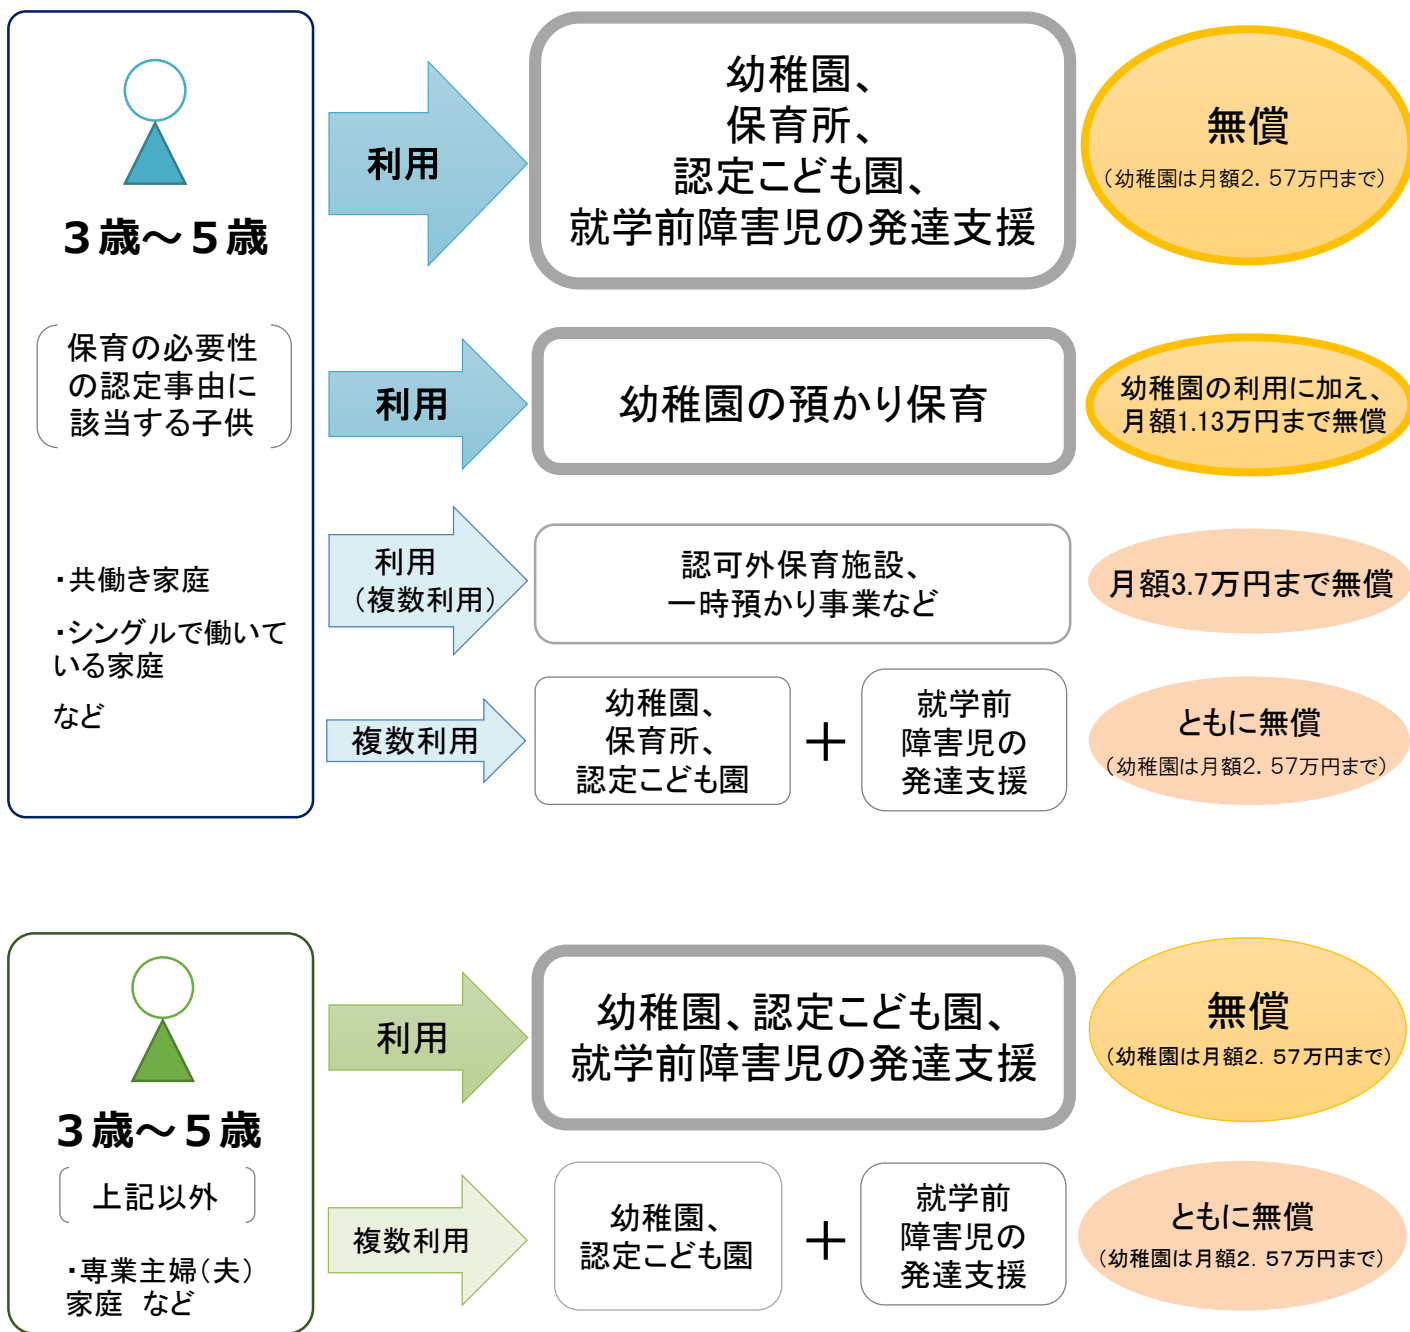 ３歳～５歳
保育の必要性
の認定事由に
該当する子供
・共働き家庭
・シングルで働いて
いる家庭
など
利用
幼稚園、
保育所、
認定こども園、
就学前障害児の発達支援
無償
（幼稚園は月額２．５７万円まで）
利用
幼稚園の預かり保育
幼稚園の利用に加え、
月額1.13万円まで無償
利用
（複数利用）
認可外保育施設、
一時預かり事業など
月額3.7万円まで無償
複数利用
幼稚園、
保育所、
認定こども園
＋
就学前
障害児の
発達支援
ともに無償
（幼稚園は月額２．５７万円まで）
３歳～５歳
上記以外
・専業主婦（夫）
家庭　など
利用
幼稚園、認定こども園、
就学前障害児の発達支援
無償
（幼稚園は月額２．５７万円まで）
複数利用
幼稚園、
認定こども園
＋
就学前
障害児の
発達支援
ともに無償
（幼稚園は月額２．５７万円まで）